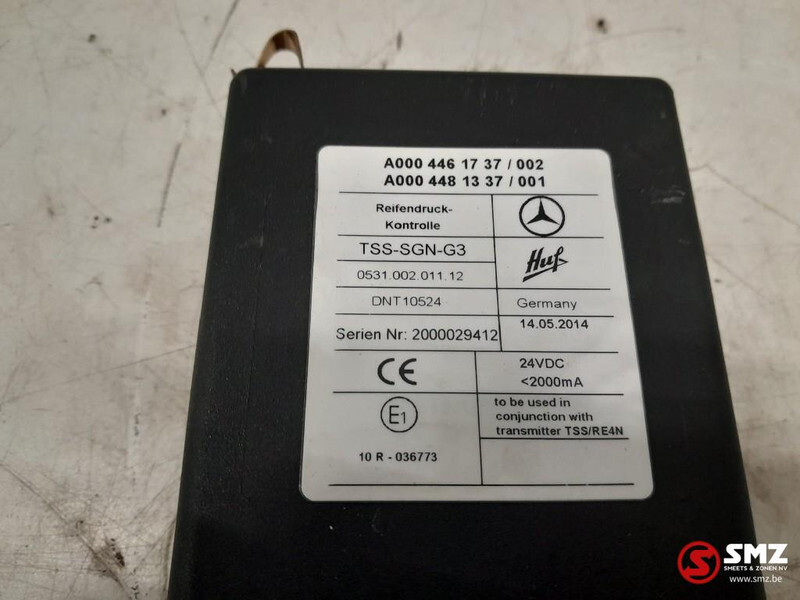 A000 446 17 37 / 002
A000 448 13 37 / 001
Reifendruck-
Kontrolle
TSS-SGN-G3
Huf
0531.002.011.12
DNT10524
Germany
14.05.2014
Serien Nr: 2000029412
CE
24VDC
<2000mA
E1
to be used in
conjunction with
transmitter TSS/RE4N
10 R - 036773
SMZ
SMEETS & ZONEN NV
www.smz.be